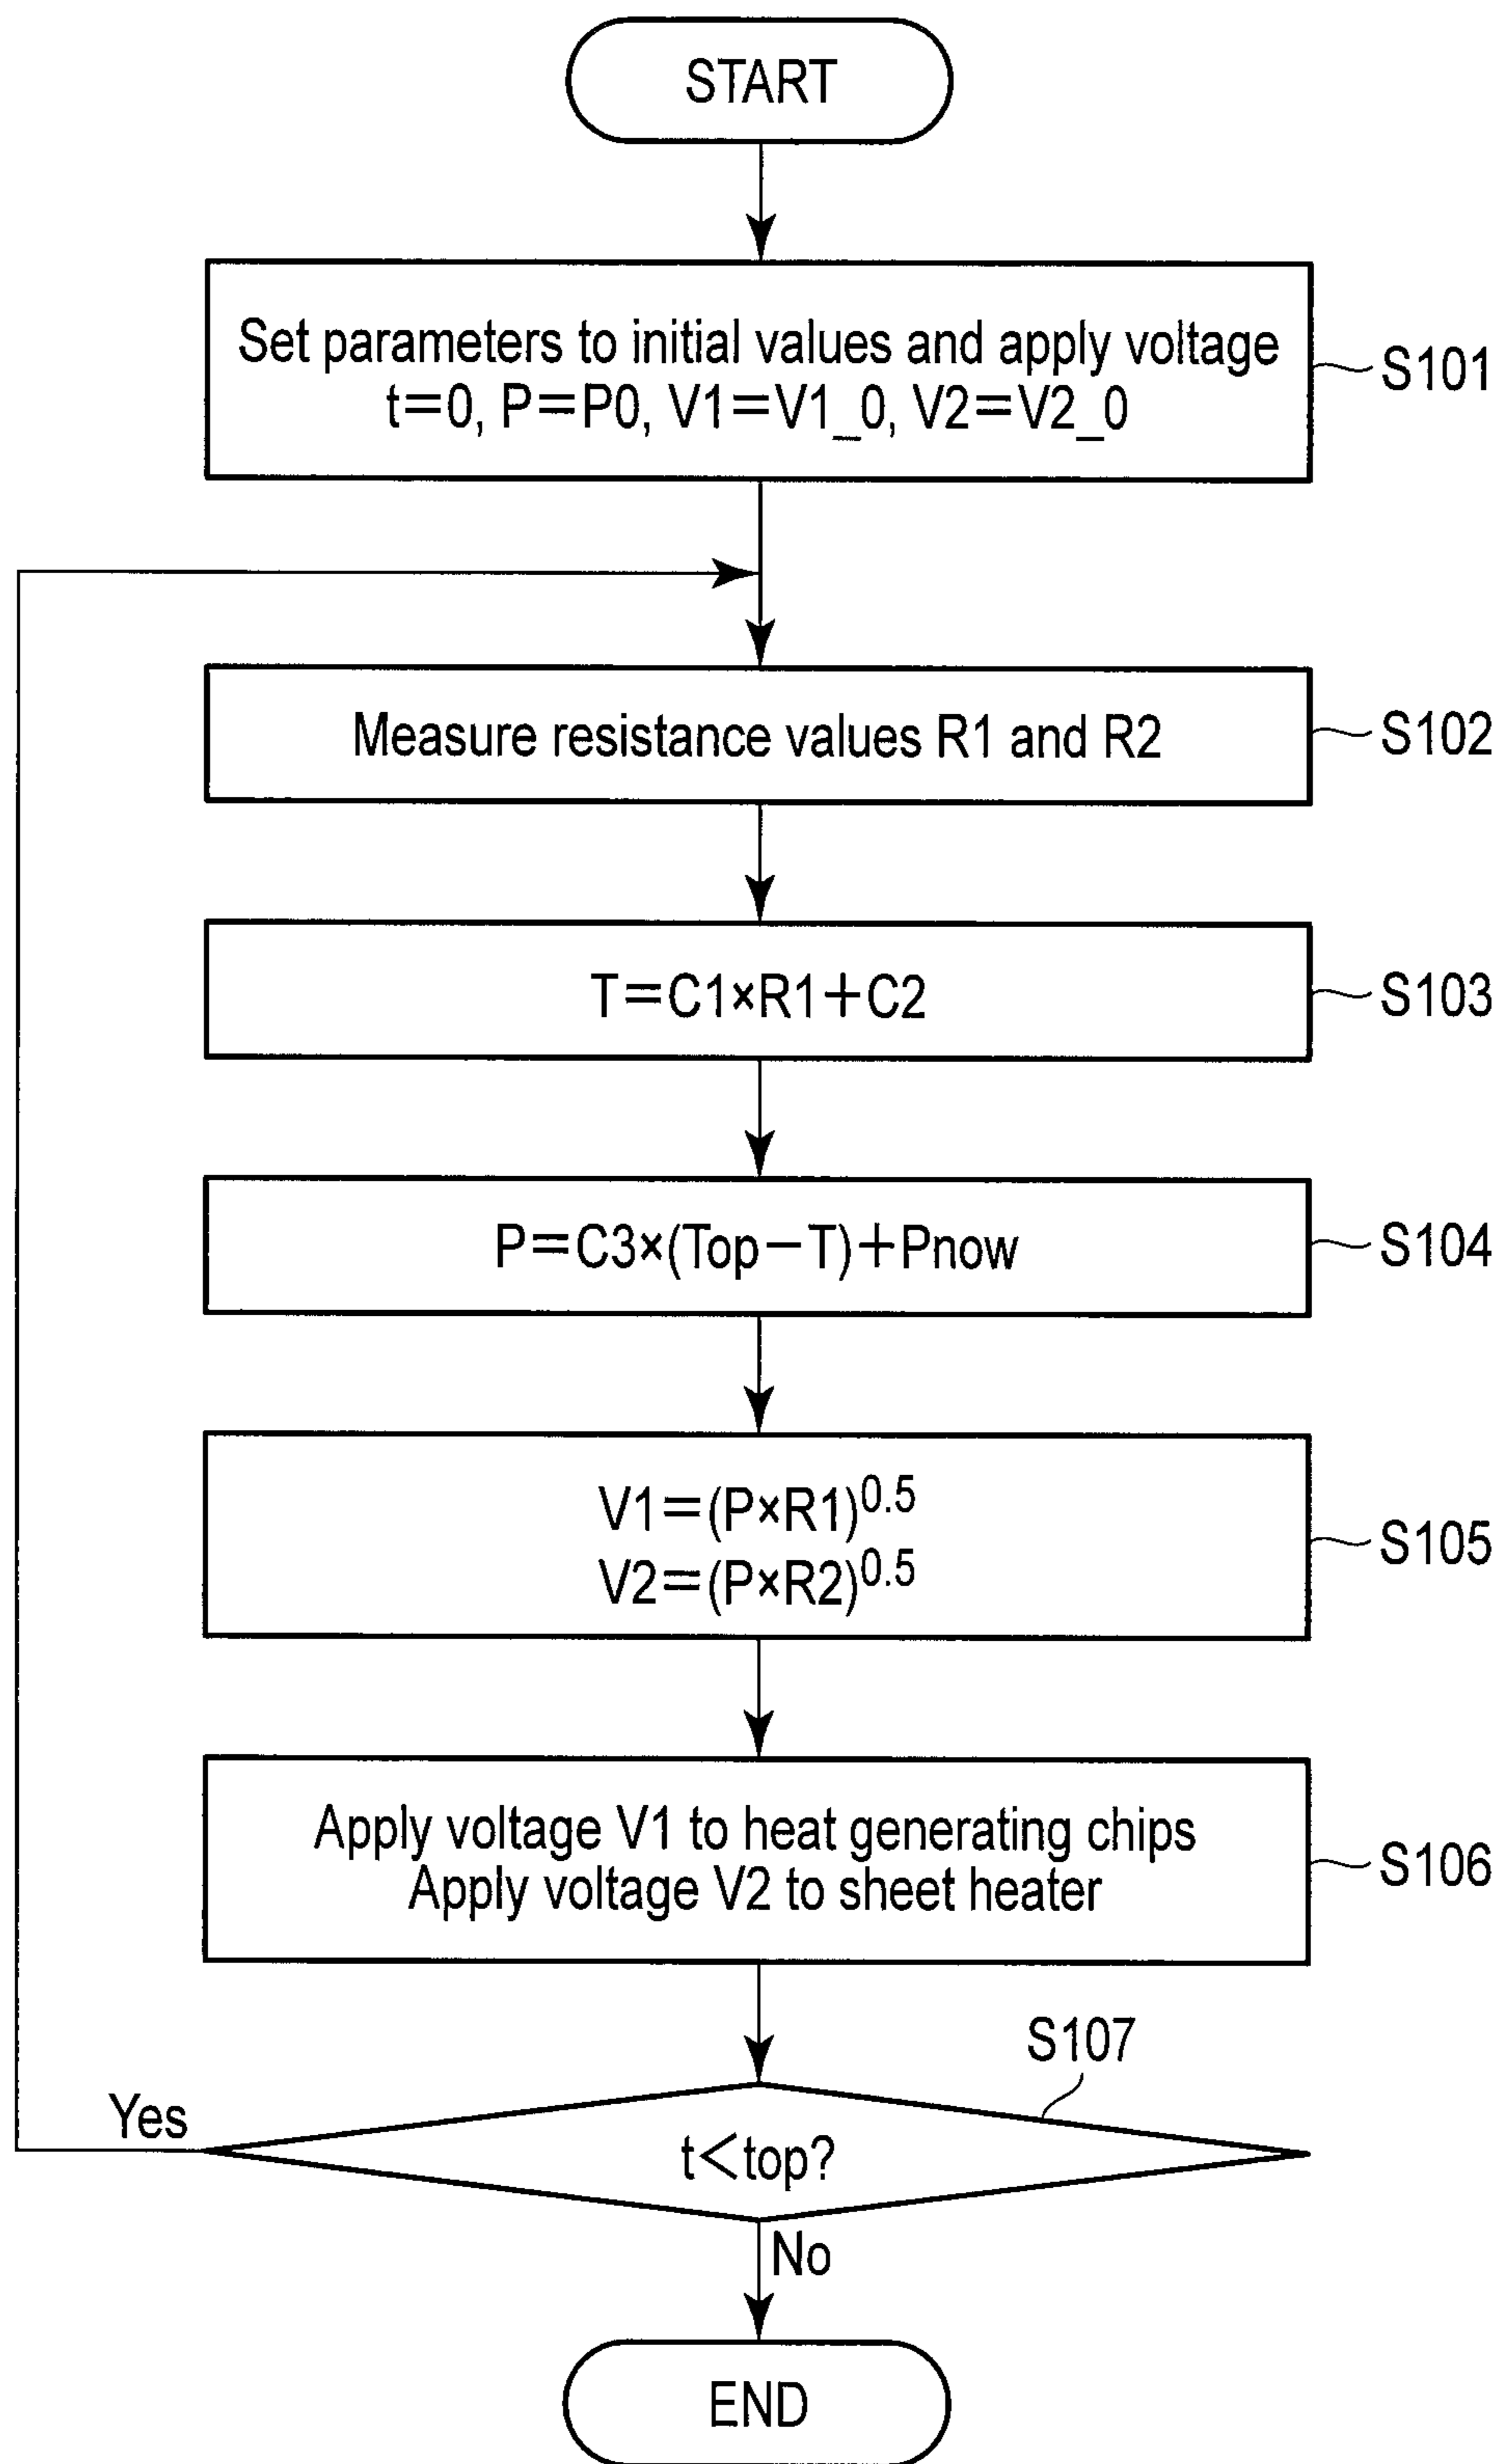 START
Set parameters to initial values and apply voltage
t=0, P=P0, V1=V1_0, V2=V2_0
S101
Measure resistance values R1 and R2
S102
T=C1×R1+C2
S103
P=C3×(Top−T)+Pnow
S104
V1=(P×R1)^0.5
V2=(P×R2)^0.5
S105
Apply voltage V1 to heat generating chips
Apply voltage V2 to sheet heater
S106
S107
Yes
t<top?
No
END